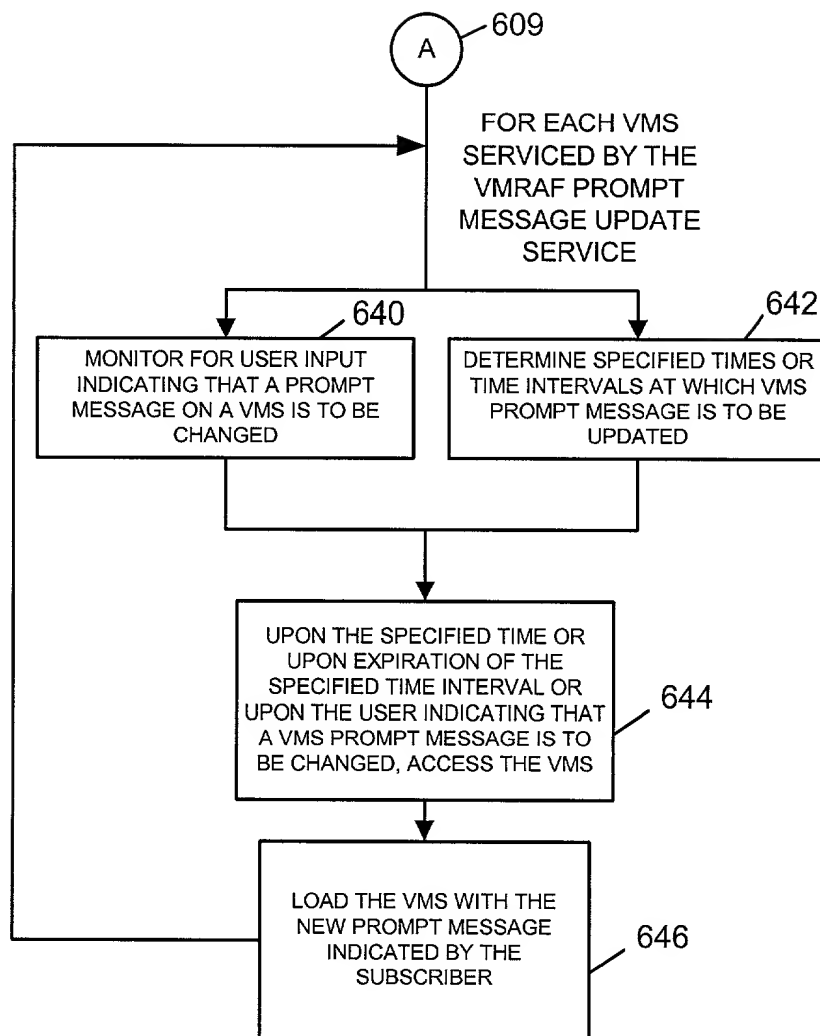 609
A
FOR EACH VMS
SERVICED BY THE
VMRAF PROMPT
MESSAGE UPDATE
SERVICE
640
MONITOR FOR USER INPUT
INDICATING THAT A PROMPT
MESSAGE ON A VMS IS TO BE
CHANGED
642
DETERMINE SPECIFIED TIMES OR
TIME INTERVALS AT WHICH VMS
PROMPT MESSAGE IS TO BE
UPDATED
UPON THE SPECIFIED TIME OR
UPON EXPIRATION OF THE
SPECIFIED TIME INTERVAL OR
UPON THE USER INDICATING THAT
A VMS PROMPT MESSAGE IS TO
BE CHANGED, ACCESS THE VMS
644
LOAD THE VMS WITH THE
NEW PROMPT MESSAGE
INDICATED BY THE
SUBSCRIBER
646